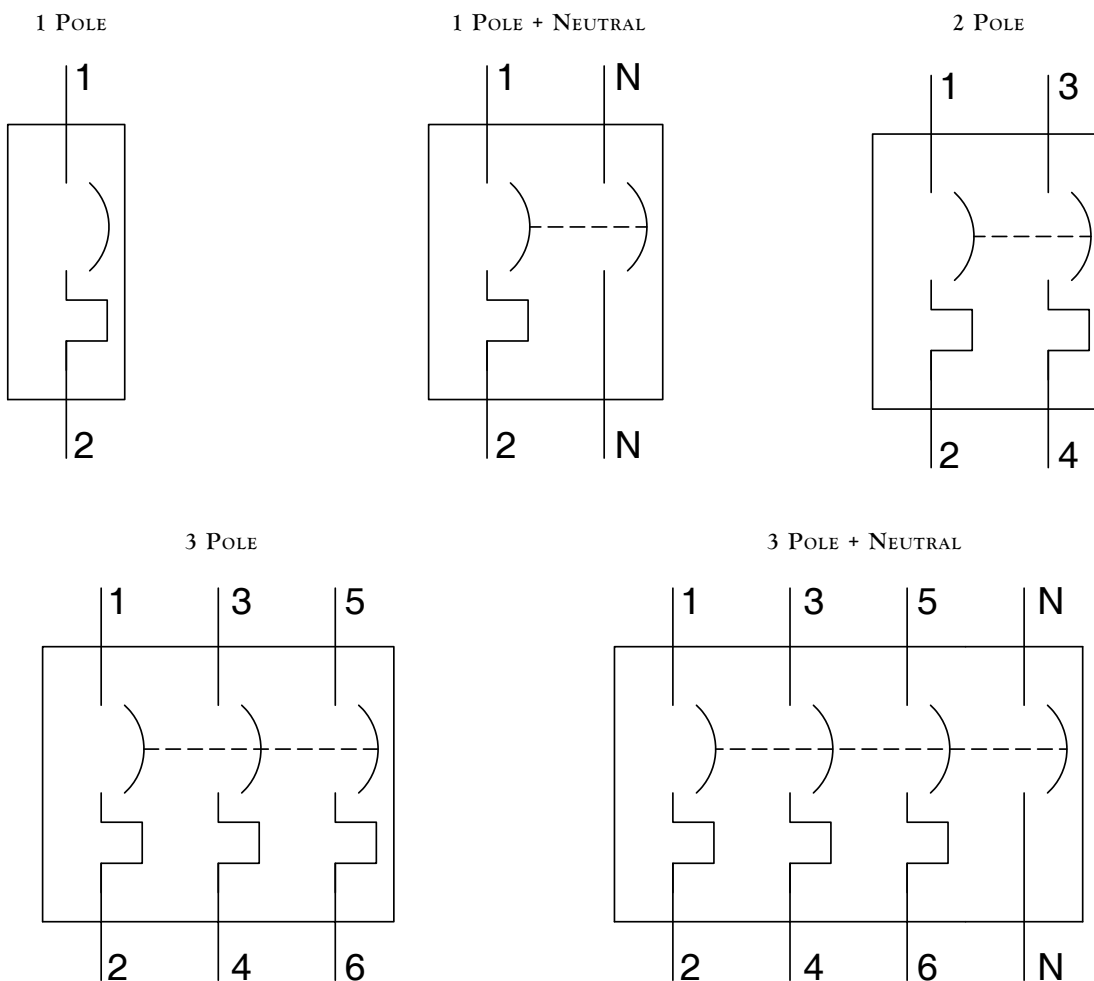 1 Pole
1 Pole + Neutral
2 Pole
1
1 N
1 3
2
2 N
2 4
3 Pole
3 Pole + Neutral
1 3 5
1 3 5 N
2 4 6
2 4 6 N